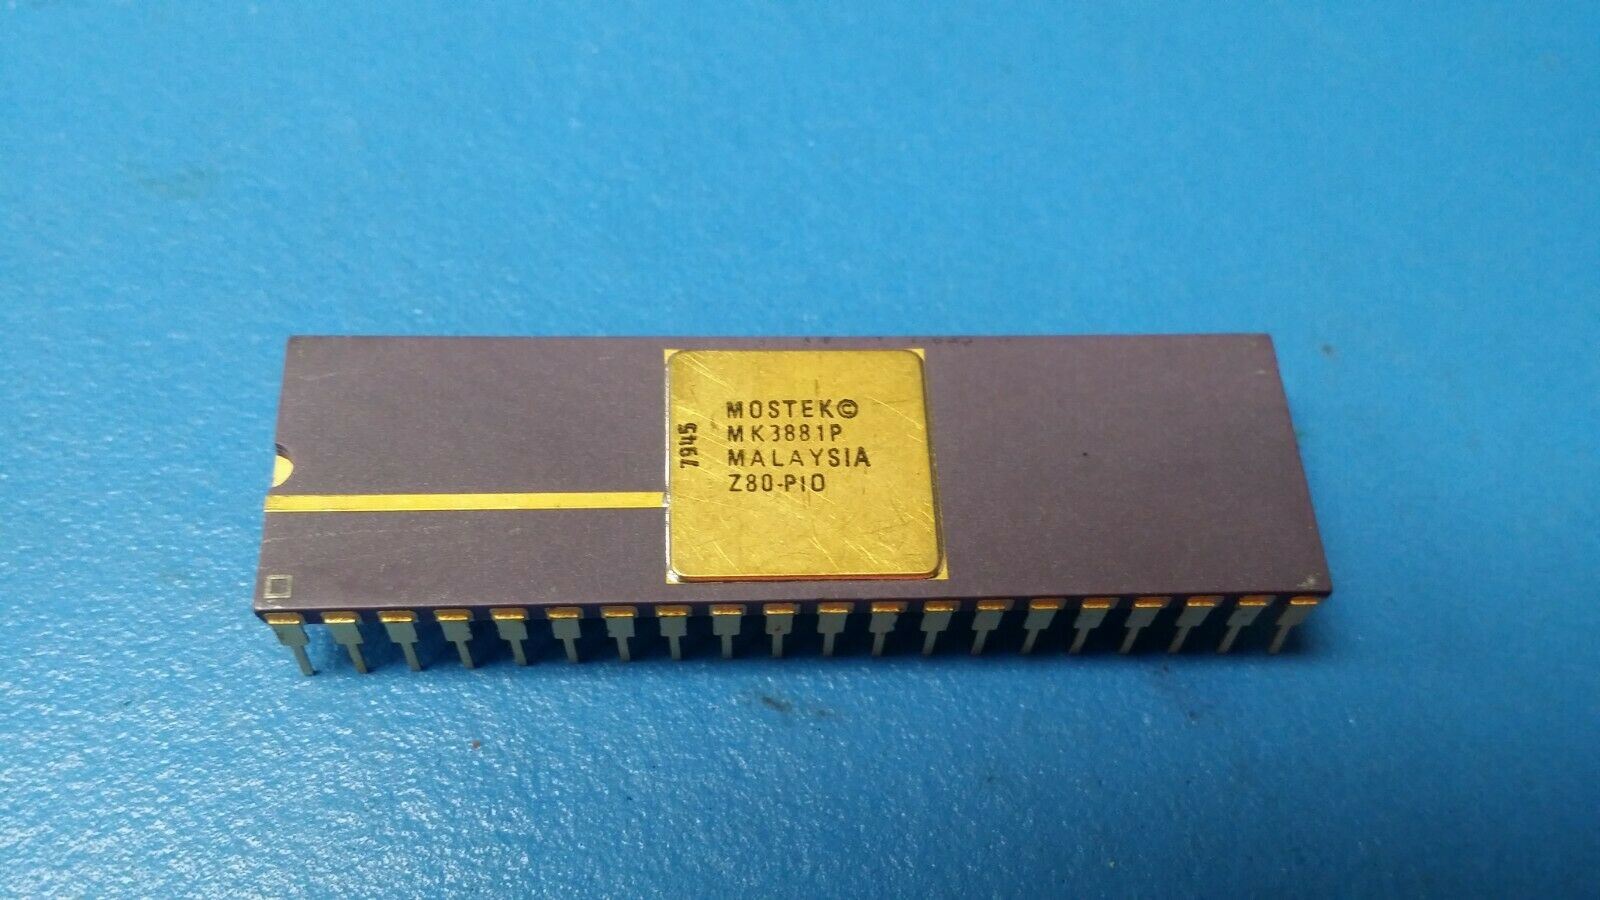 MOSTEK©
MK3881P
MALAYSIA
Z80-PIO
7945